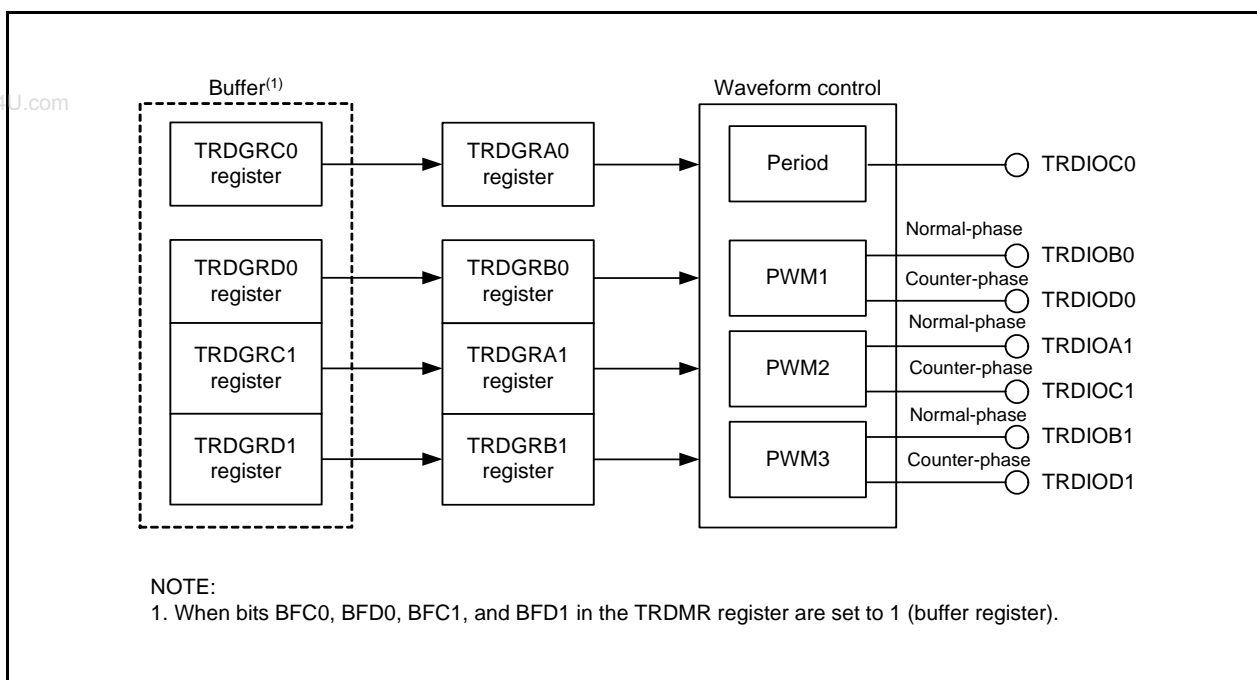 Buffer(1)
Waveform control
4U.com
TRDGRC0
register
TRDGRA0
register
Period
TRDIOC0
TRDGRD0
register
TRDGRB0
register
PWM1
Normal-phase
TRDIOB0
Counter-phase
TRDIOD0
TRDGRC1
register
TRDGRA1
register
PWM2
Normal-phase
TRDIOA1
Counter-phase
TRDIOC1
TRDGRD1
register
TRDGRB1
register
PWM3
Normal-phase
TRDIOB1
Counter-phase
TRDIOD1
NOTE:
1. When bits BFC0, BFD0, BFC1, and BFD1 in the TRDMR register are set to 1 (buffer register).